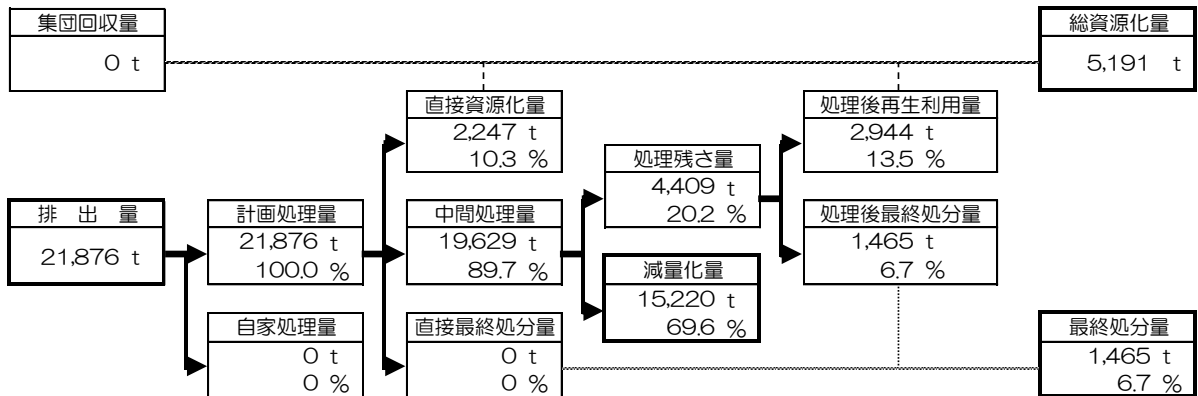 集団回収量
0 t
総資源化量
5,191 t
直接資源化量
2,247 t
10.3 %
処理後再生利用量
2,944 t
13.5 %
処理残さ量
4,409 t
20.2 %
排 出 量
21,876 t
計画処理量
21,876 t
100.0 %
中間処理量
19,629 t
89.7 %
処理後最終処分量
1,465 t
6.7 %
減量化量
15,220 t
69.6 %
自家処理量
0 t
0 %
直接最終処分量
0 t
0 %
最終処分量
1,465 t
6.7 %